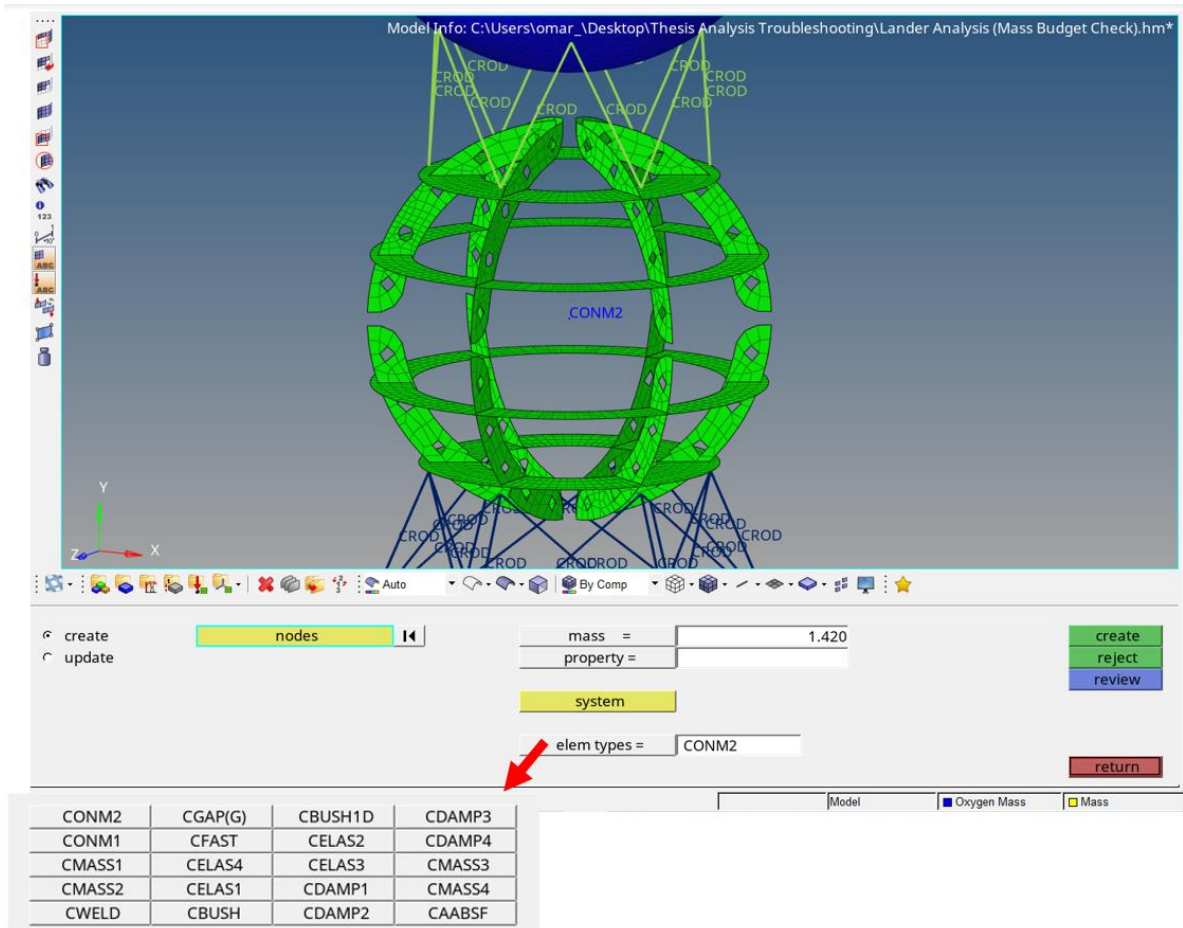 Model Info: C:\Users\omar_\Desktop\Thesis Analysis Troubleshooting\Lander Analysis (Mass Budget Check).hm*
CROD CROD
CROD CROD
CROD CROD
CROD CROD
CROD CROD
123
ABC
ABC
CONM2
Y
Z X
CROD CROD
CROD CROD
CROD CROD CROD
CROD CROD
CROD CROD CROD
Auto By Comp
create nodes mass = 1.420 create
update property = reject
review
system
elem types = CONM2
return
Model Oxygen Mass Mass
CONM2 CGAP(G) CBUSH1D CDAMP3
CONM1 CFAST CELAS2 CDAMP4
CMASS1 CELAS4 CELAS3 CMASS3
CMASS2 CELAS1 CDAMP1 CMASS4
CWELD CBUSH CDAMP2 CAABSF